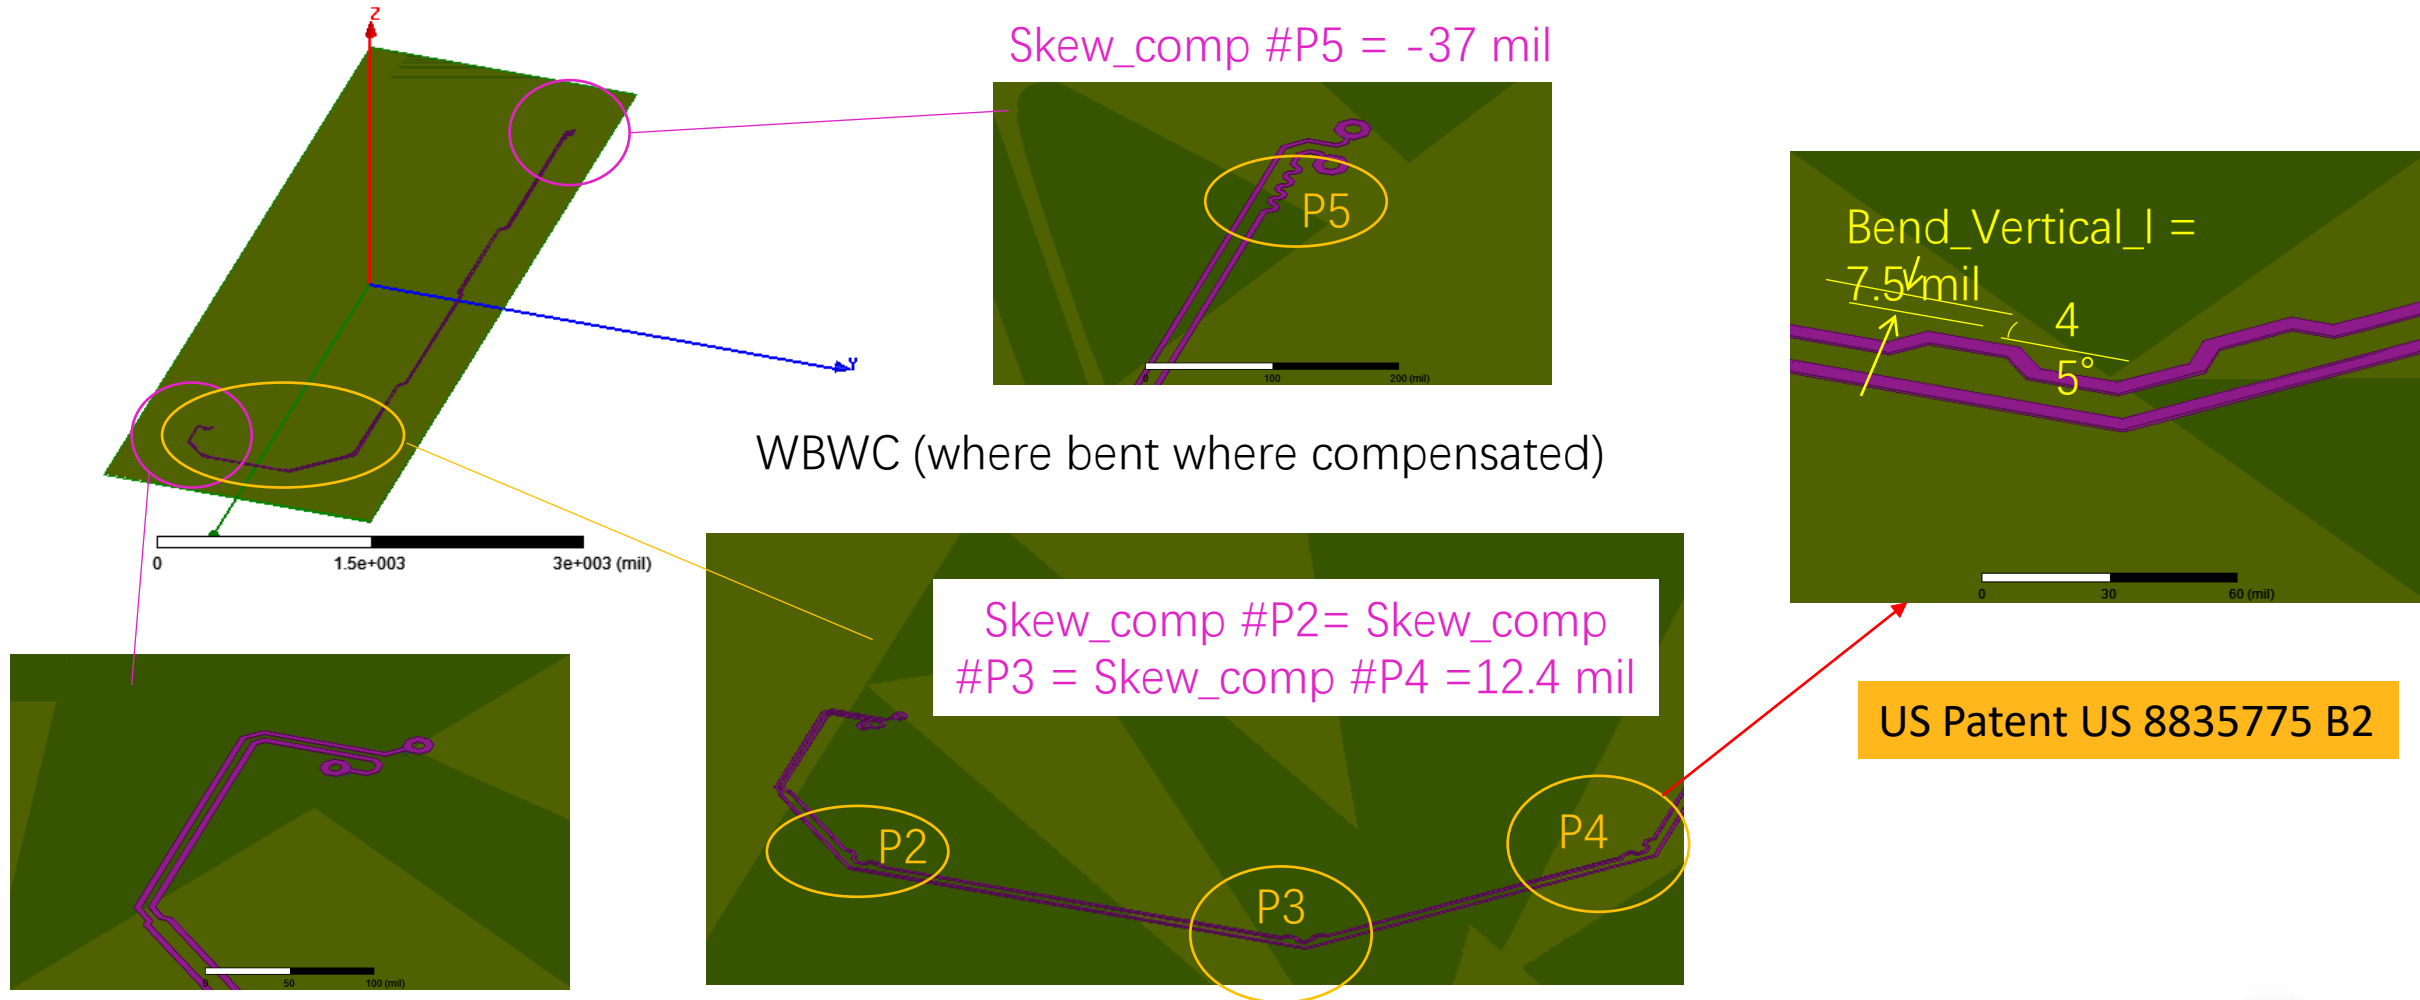 Z
Y
0
1.5e+003
3e+003 (mil)
Skew_comp #P5 = -37 mil
P5
0
100
200 (mil)
Bend_Vertical_l =
7.5 mil
4
5°
0
30
60 (mil)
WBWC (where bent where compensated)
Skew_comp #P2= Skew_comp
#P3 = Skew_comp #P4 =12.4 mil
P2
P3
P4
US Patent US 8835775 B2
0
50
100 (mil)